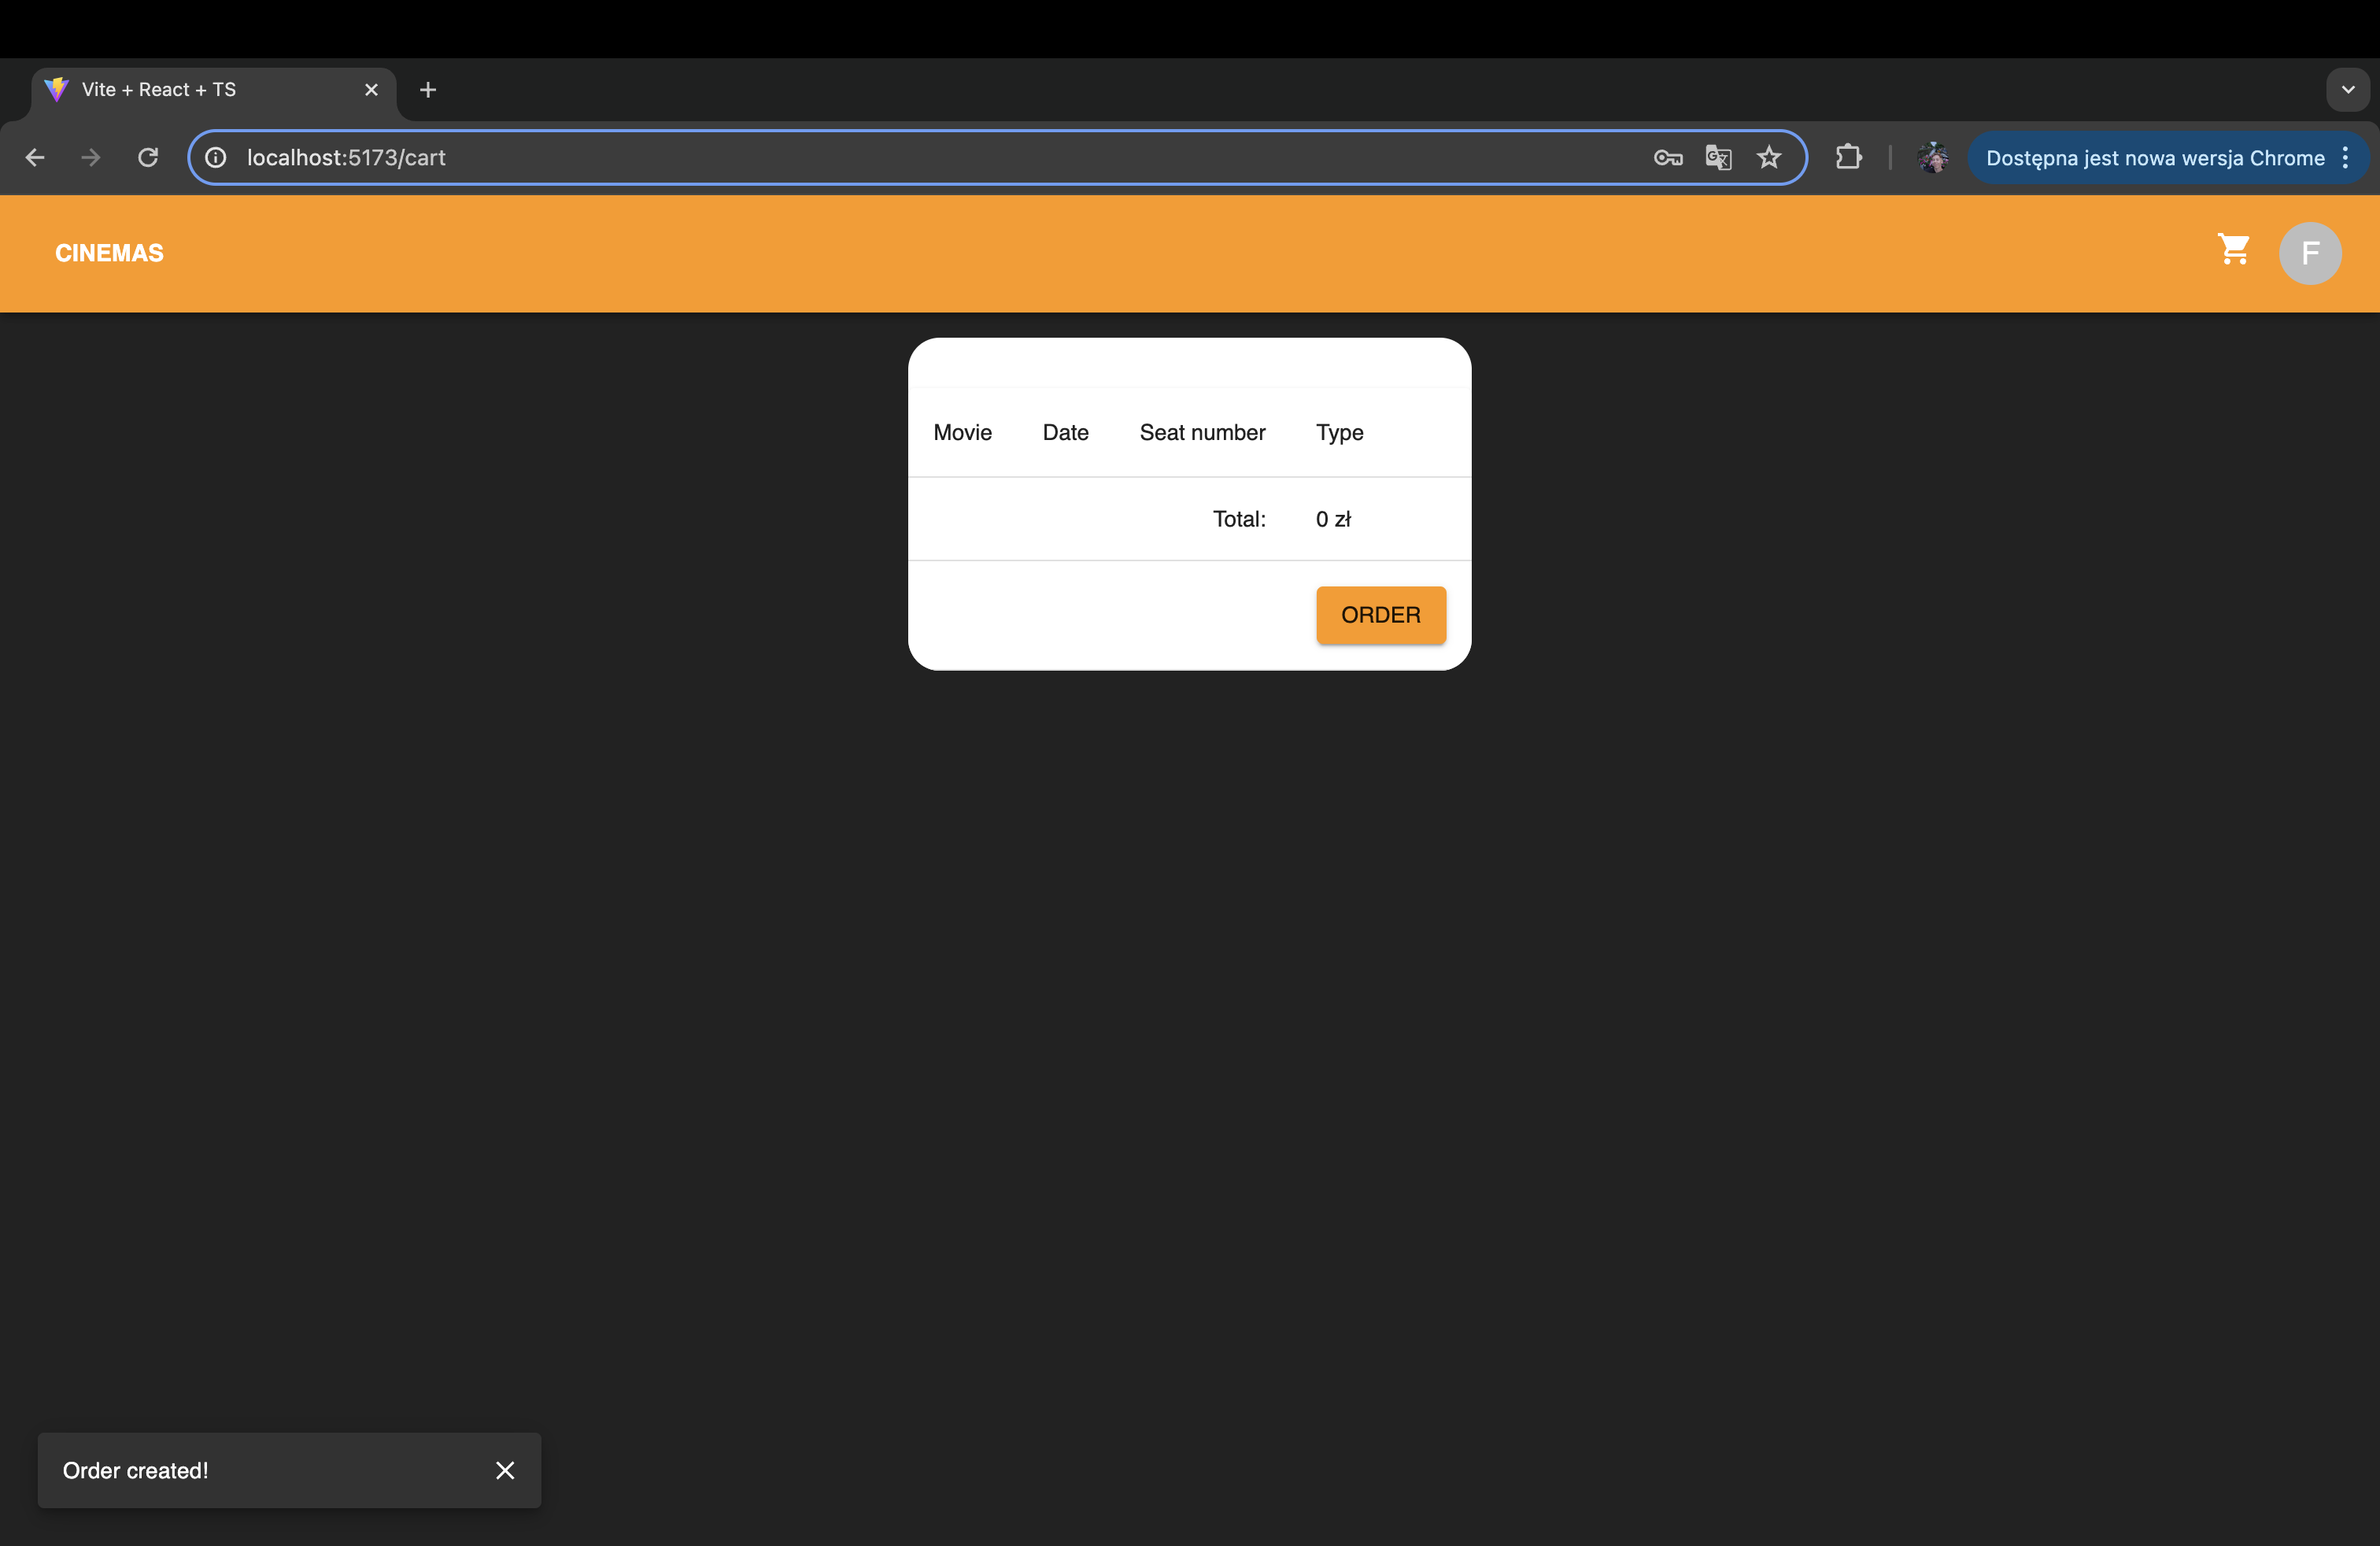 Vite + React + TS
localhost:5173/cart
Dostępna jest nowa wersja Chrome
CINEMAS
F
Movie Date Seat number Type
Total: 0 zł
ORDER
Order created!